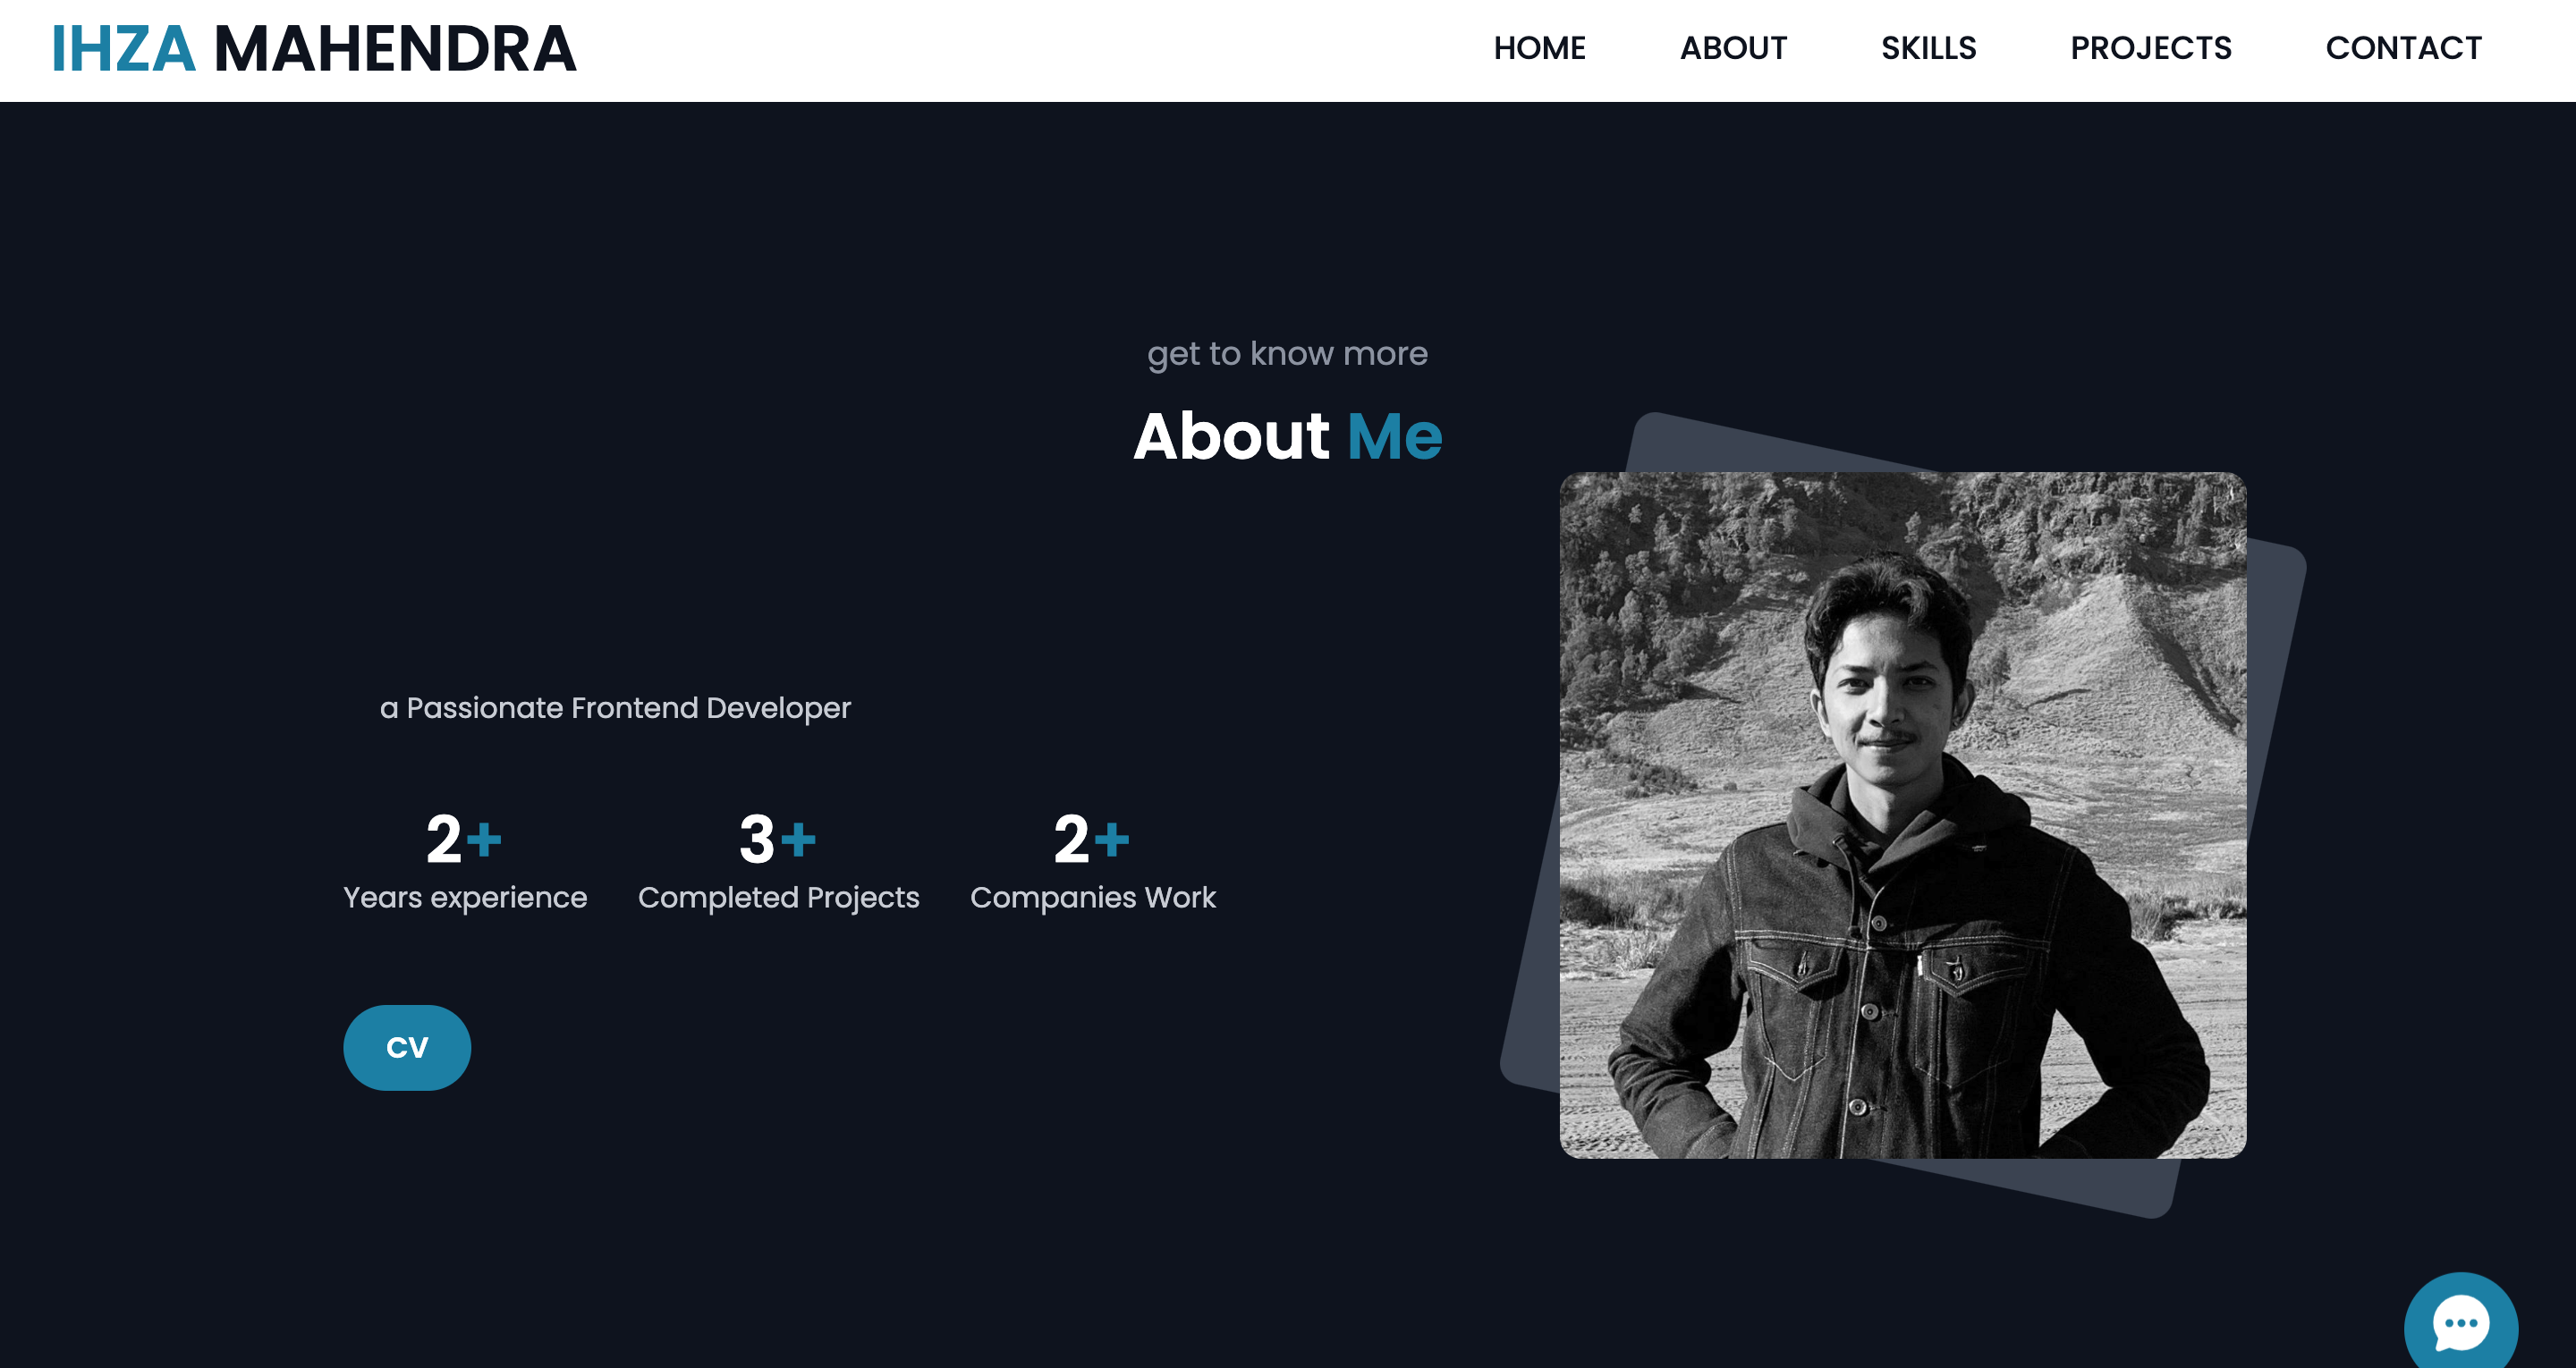 IHZA MAHENDRA
HOME ABOUT SKILLS PROJECTS CONTACT
get to know more
About Me
a Passionate Frontend Developer
2+ 3+ 2+
Years experience Completed Projects Companies Work
CV